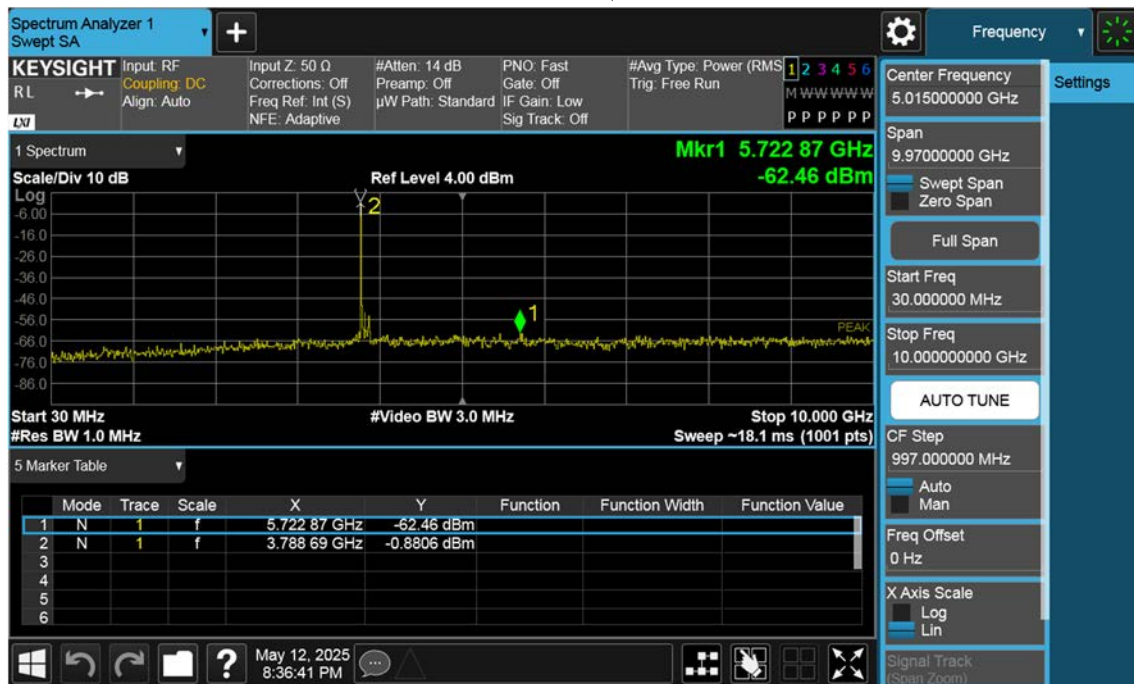 Spectrum Analyzer 1
Swept SA
+
Frequency
KEYSIGHT
RL
LXI
Input: RF
Coupling: DC
Align: Auto
Input Z: 50 Ω
Corrections: Off
Freq Ref: Int (S)
NFE: Adaptive
#Atten: 14 dB
Preamp: Off
µW Path: Standard
PNO: Fast
Gate: Off
IF Gain: Low
Sig Track: Off
#Avg Type: Power (RMS
Trig: Free Run
1 2 3 4 5 6
M W W W W W
P P P P P P
1 Spectrum
Mkr1 5.722 87 GHz
Scale/Div 10 dB
Ref Level 4.00 dBm
-62.46 dBm
Log
-6.00
-16.0
-26.0
-36.0
-46.0
-56.0
-66.0
-76.0
-86.0
2
1
PEAK
Start 30 MHz
#Video BW 3.0 MHz
Stop 10.000 GHz
#Res BW 1.0 MHz
Sweep ~18.1 ms (1001 pts)
5 Marker Table
Mode Trace Scale X Y Function Function Width Function Value
1 N 1 f 5.722 87 GHz -62.46 dBm
2 N 1 f 3.788 69 GHz -0.8806 dBm
3
4
5
6
?
May 12, 2025
8:36:41 PM
Center Frequency
5.015000000 GHz
Span
9.97000000 GHz
Swept Span
Zero Span
Full Span
Start Freq
30.000000 MHz
Stop Freq
10.000000000 GHz
AUTO TUNE
CF Step
997.000000 MHz
Auto
Man
Freq Offset
0 Hz
X Axis Scale
Log
Lin
Signal Track
(Span Zoom)
Settings